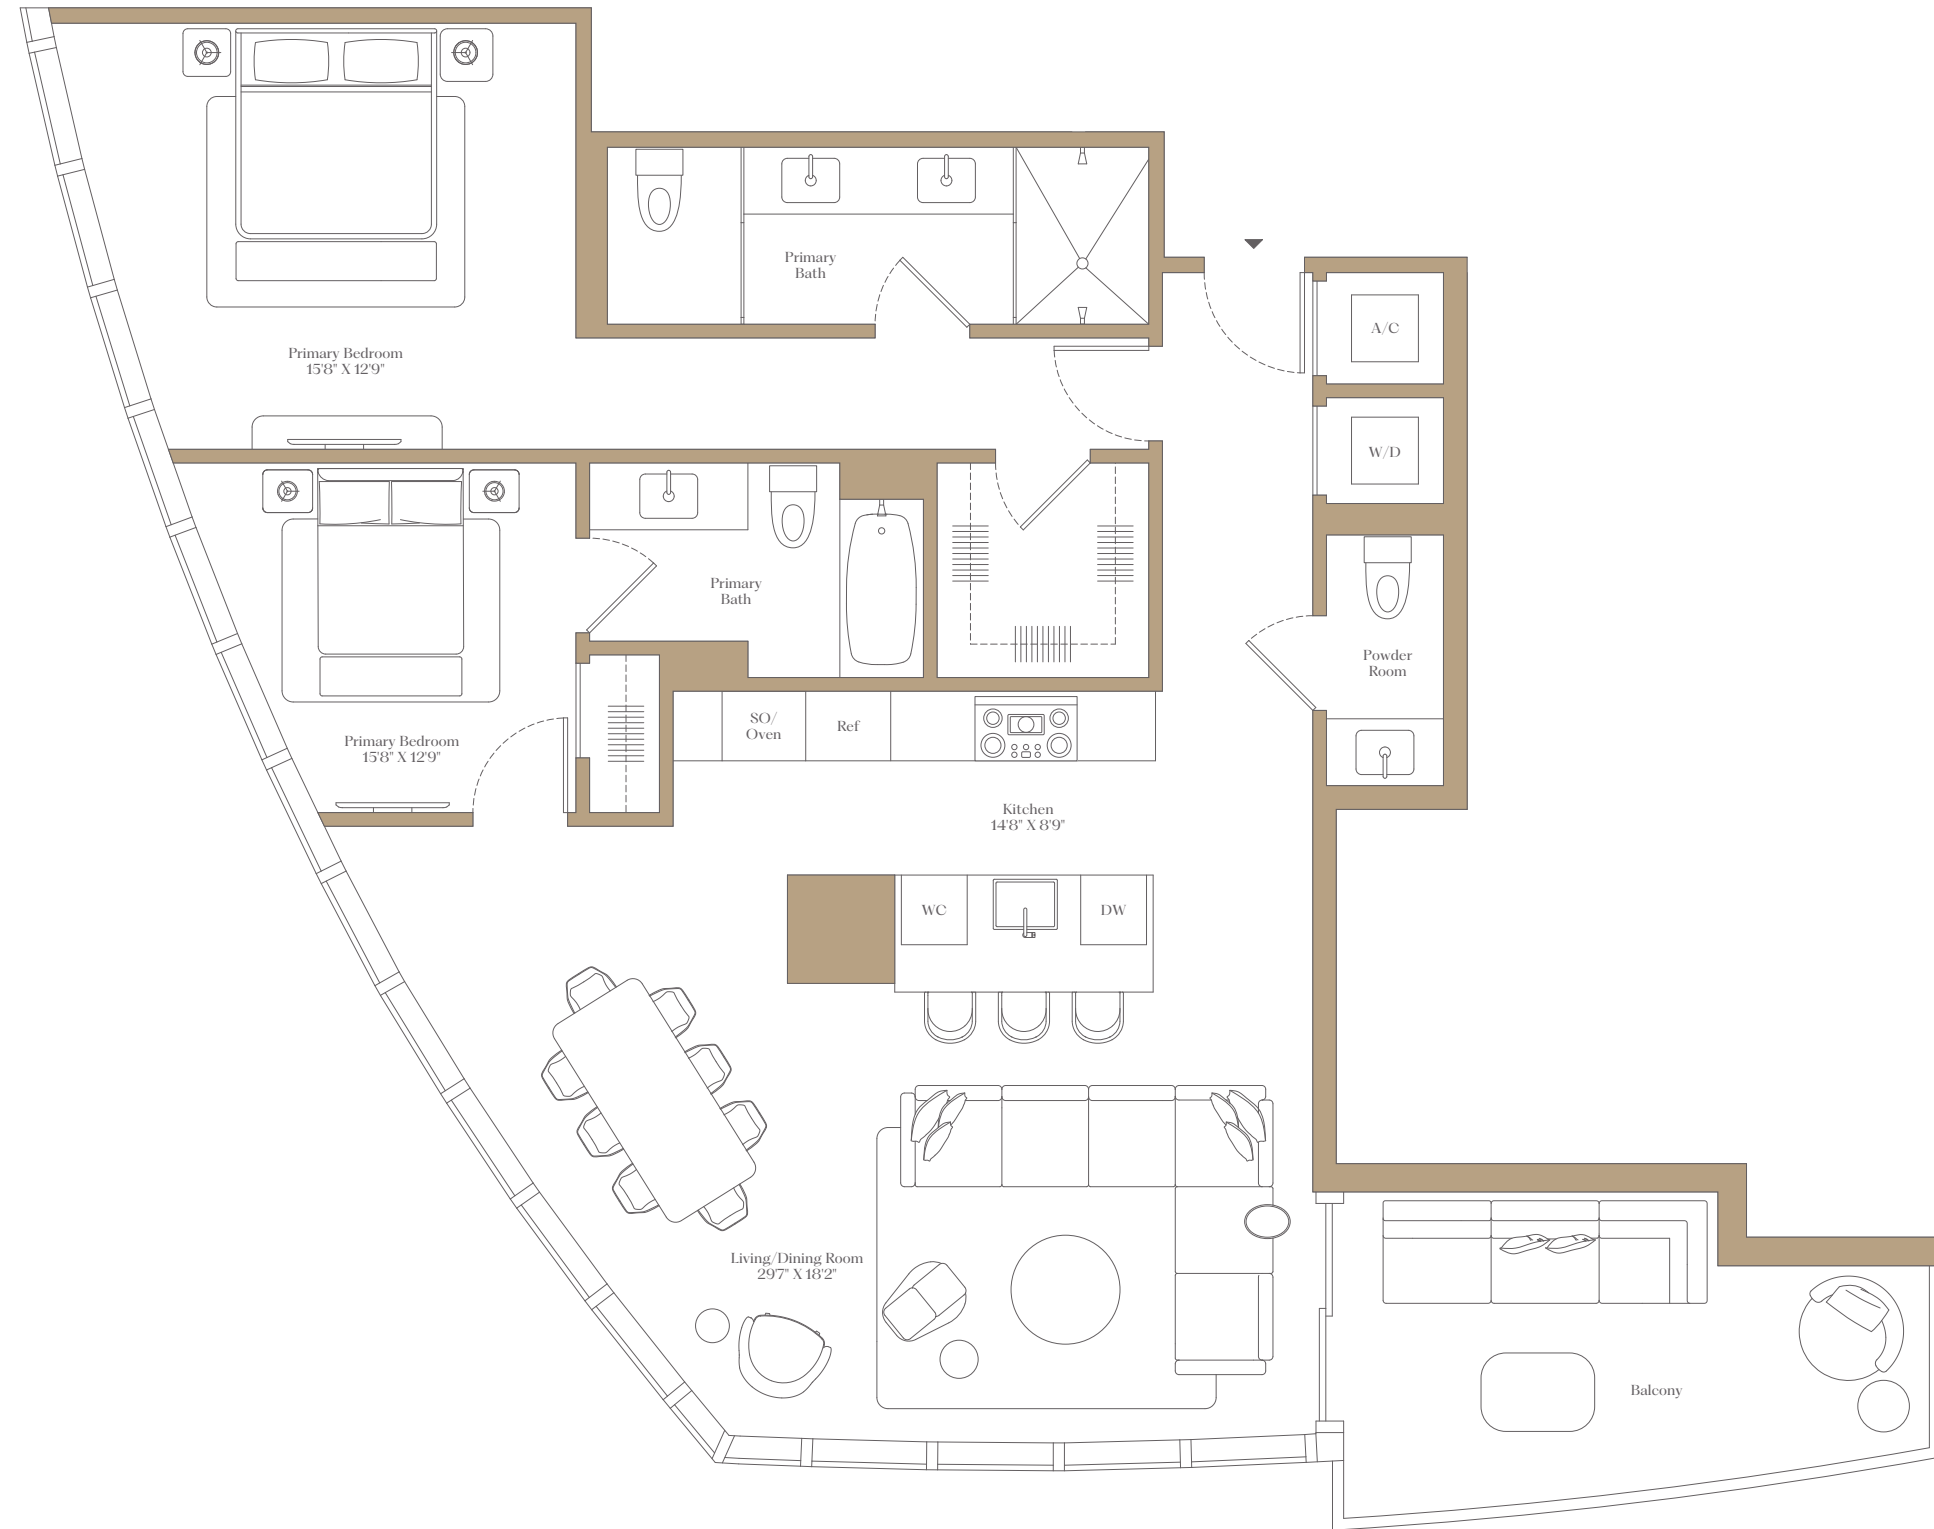 Primary
Bath
A/C
Primary Bedroom
15'8" X 12'9"
W/D
Primary
Bath
Powder
Room
SO/
Oven
Ref
Primary Bedroom
15'8" X 12'9"
Kitchen
14'8" X 8'9"
WC
DW
Living/Dining Room
29'7" X 18'2"
Balcony